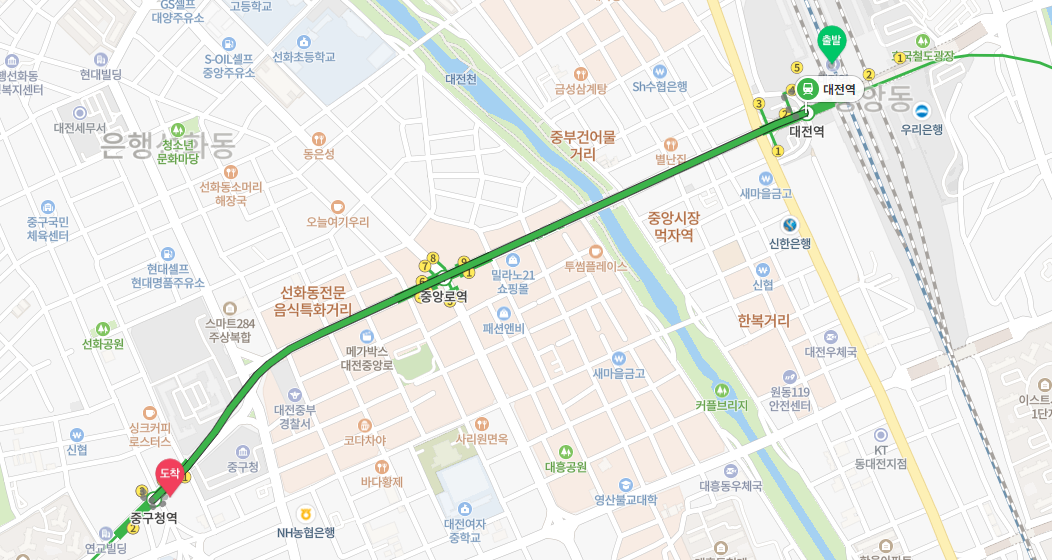 GS셀프
대양주유소
고등학교
S-OIL셀프
중앙주유소
선화초등학교
현대빌딩
대전천
금성삼계탕
Sh수협은행
출발
한국철도광장
대전역
대전역
우리은행
대전세무서
은행선화동
청소년
문화마당
동은성
중부건어물
거리
별난집
새마을금고
선화동소머리
해장국
중구국민
체육센터
오늘여기우리
중앙시장
먹자역
신한은행
현대셀프
현대명품주유소
중앙로역
밀라노21
쇼핑몰
투썸플레이스
신협
선화동전문
음식특화거리
패션앤비
한복거리
스마트284
주상복합
선화공원
메가박스
대전중앙로
새마을금고
대전우체국
원동119
안전센터
커플브리지
대전중부
경찰서
싱크커피
로스터스
신협
코다차야
사리원면옥
중구청
대흥공원
KT
동대전지점
바다황제
도착
중구청역
영산불교대학
대흥동우체국
NH농협은행
대전여자
중학교
연교빌딩
1
2
3
5
7
8
9
1
1
2